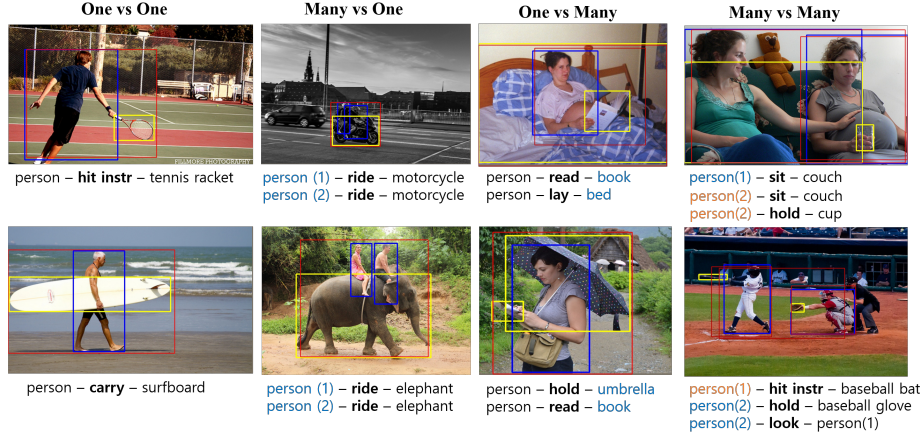 One vs One
Many vs One
One vs Many
Many vs Many
FILLMORE PHOTOGRAPHY
person – hit instr – tennis racket
person (1) – ride – motorcycle
person (2) – ride – motorcycle
person – read – book
person – lay – bed
person(1) – sit – couch
person(2) – sit – couch
person(2) – hold – cup
person – carry – surfboard
person (1) – ride – elephant
person (2) – ride – elephant
person – hold – umbrella
person – read – book
person(1) – hit instr – baseball bat
person(2) – hold – baseball glove
person(2) – look – person(1)